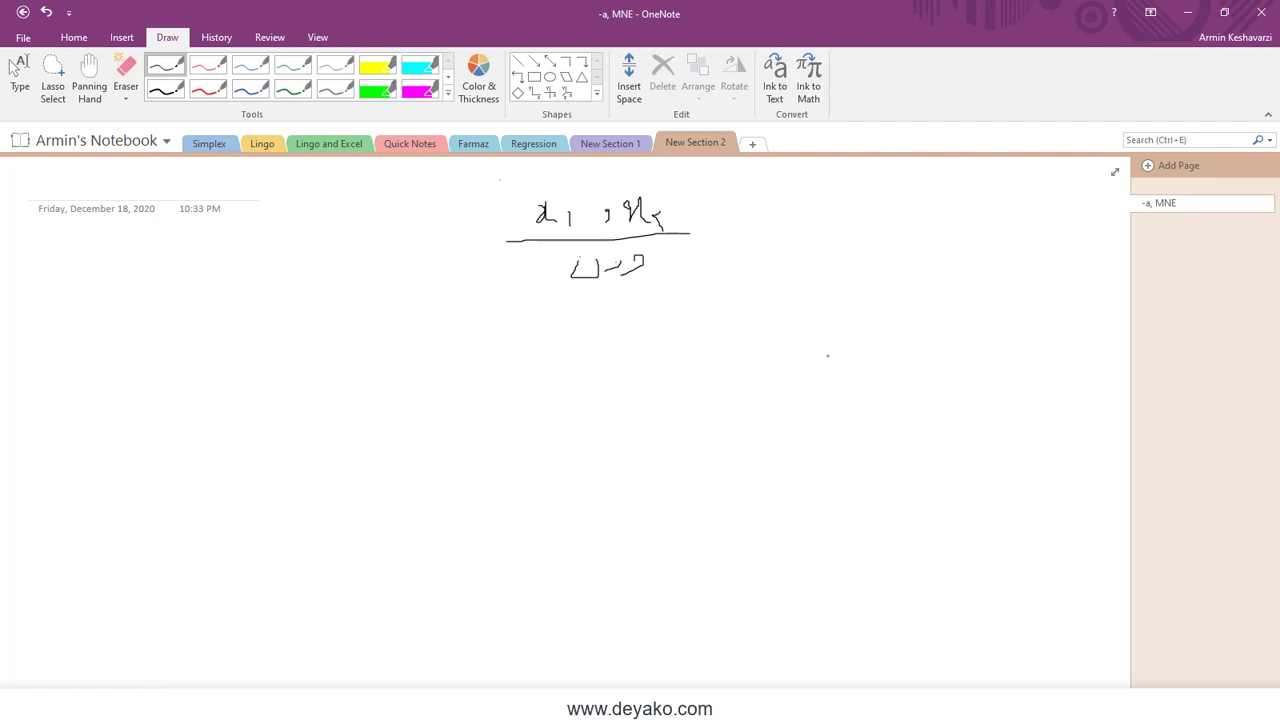 -a, MNE - OneNote
?
Armin Keshavarzi
File Home Insert Draw History Review View
Type
Lasso Select
Panning Hand
Eraser
Color & Thickness
Insert Space
Delete
Arrange
Rotate
Ink to Text
Ink to Math
Tools
Shapes
Edit
Convert
Armin's Notebook
Simplex Lingo Lingo and Excel Quick Notes Farmaz Regression New Section 1 New Section 2
Search (Ctrl+E)
Add Page
-a, MNE
Friday, December 18, 2020 10:33 PM
x₁ , x₂
www.deyako.com